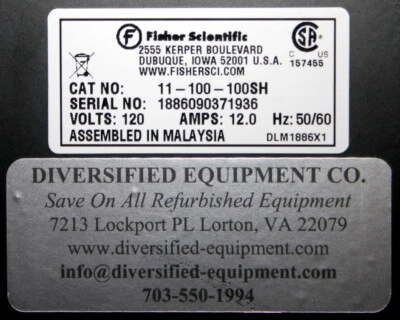 Fisher Scientific
2555 KERPER BOULEVARD
DUBUQUE, IOWA 52001 U.S.A.
WWW.FISHERSCI.COM
C US
157455
CAT NO: 11-100-100SH
SERIAL NO: 1886090371936
VOLTS: 120 AMPS: 12.0 Hz: 50/60
ASSEMBLED IN MALAYSIA DLM1886X1
DIVERSIFIED EQUIPMENT CO.
Save On All Refurbished Equipment
7213 Lockport PL Lorton, VA 22079
www.diversified-equipment.com
info@diversified-equipment.com
703-550-1994